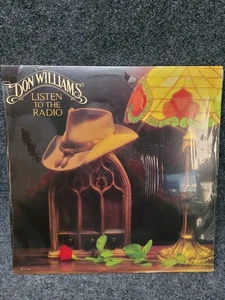 DON WILLIAMS
LISTEN
TO THE
RADIO